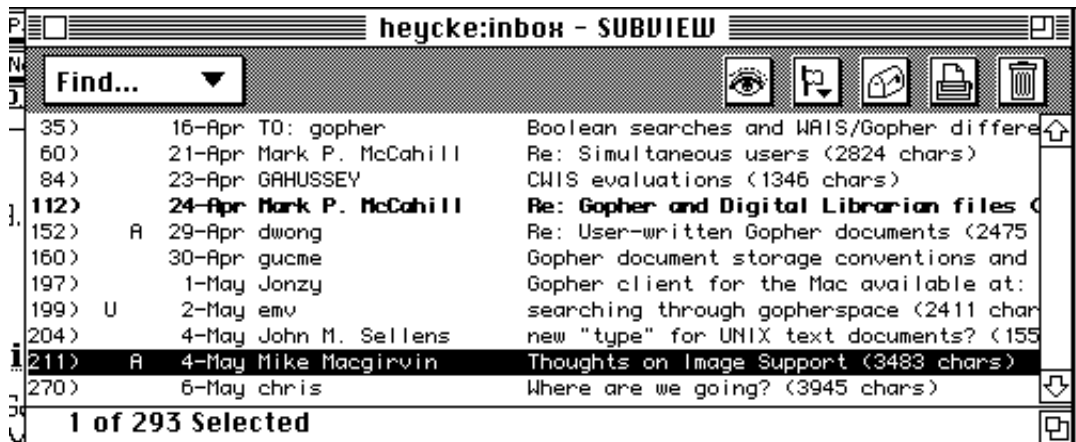 heycke:inbox - SUBVIEW
Find...
35) 16-Apr TO: gopher Boolean searches and WAIS/Gopher differe
60) 21-Apr Mark P. McCahill Re: Simultaneous users (2824 chars)
84) 23-Apr GAHUSSEY CWIS evaluations (1346 chars)
112) 24-Apr Mark P. McCahill Re: Gopher and Digital Librarian files (
152) A 29-Apr dwong Re: User-written Gopher documents (2475
160) 30-Apr gucme Gopher document storage conventions and
197) 1-May Jonzy Gopher client for the Mac available at:
199) U 2-May emv searching through gopherspace (2411 char
204) 4-May John M. Sellens new "type" for UNIX text documents? (155
211) A 4-May Mike Macgirvin Thoughts on Image Support (3483 chars)
270) 6-May chris Where are we going? (3945 chars)
1 of 293 Selected